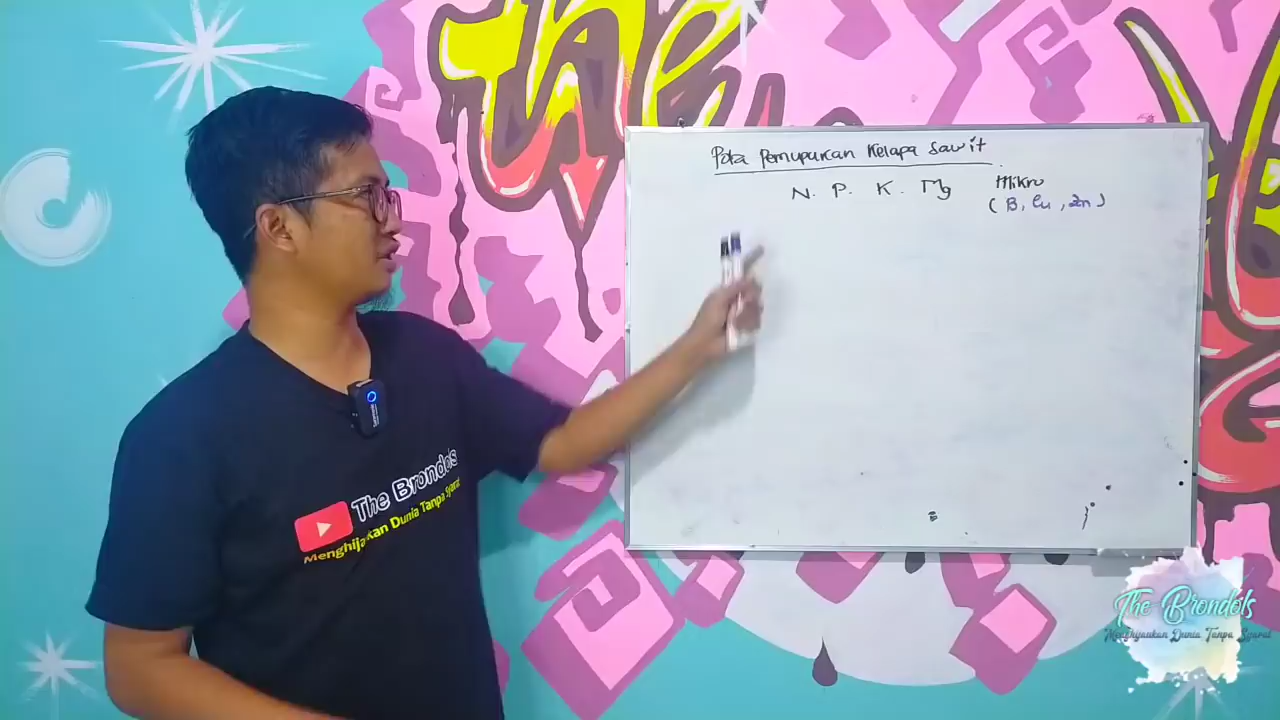 The
Pola Pemupukan Kelapa Sawit
N. P. K. Mg Mikro
( B, Cu, Zn )
The Brondols
Menghijaukan Dunia Tanpa Syarat
The Brondols
Menghijaukan Dunia Tanpa Syarat